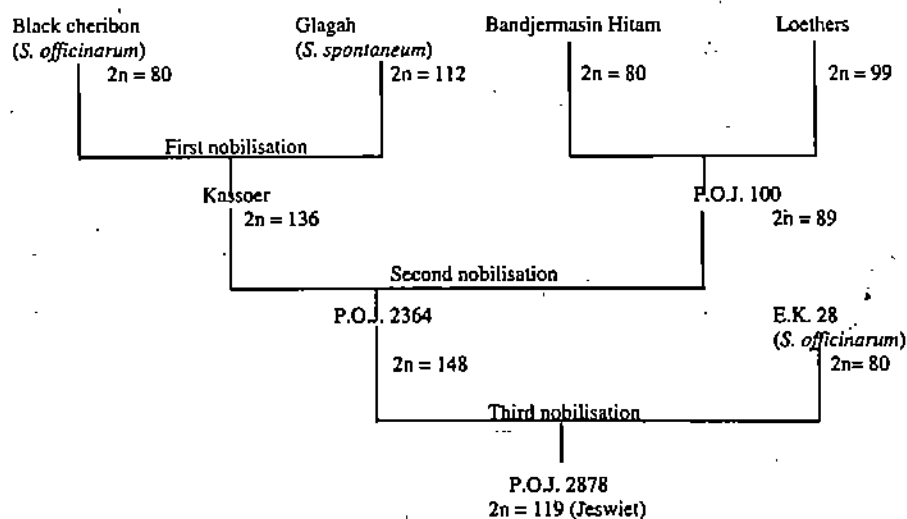 Black cheribon
(S. officinarum)
2n = 80
Glagah
(S. spontaneum)
2n = 112
Bandjermasin Hitam
2n = 80
Loethers
2n = 99
First nobilisation
Kassoer
2n = 136
P.O.J. 100
2n = 89
Second nobilisation
P.O.J. 2364
2n = 148
E.K. 28
(S. officinarum)
2n= 80
Third nobilisation
P.O.J. 2878
2n = 119 (Jeswiet)